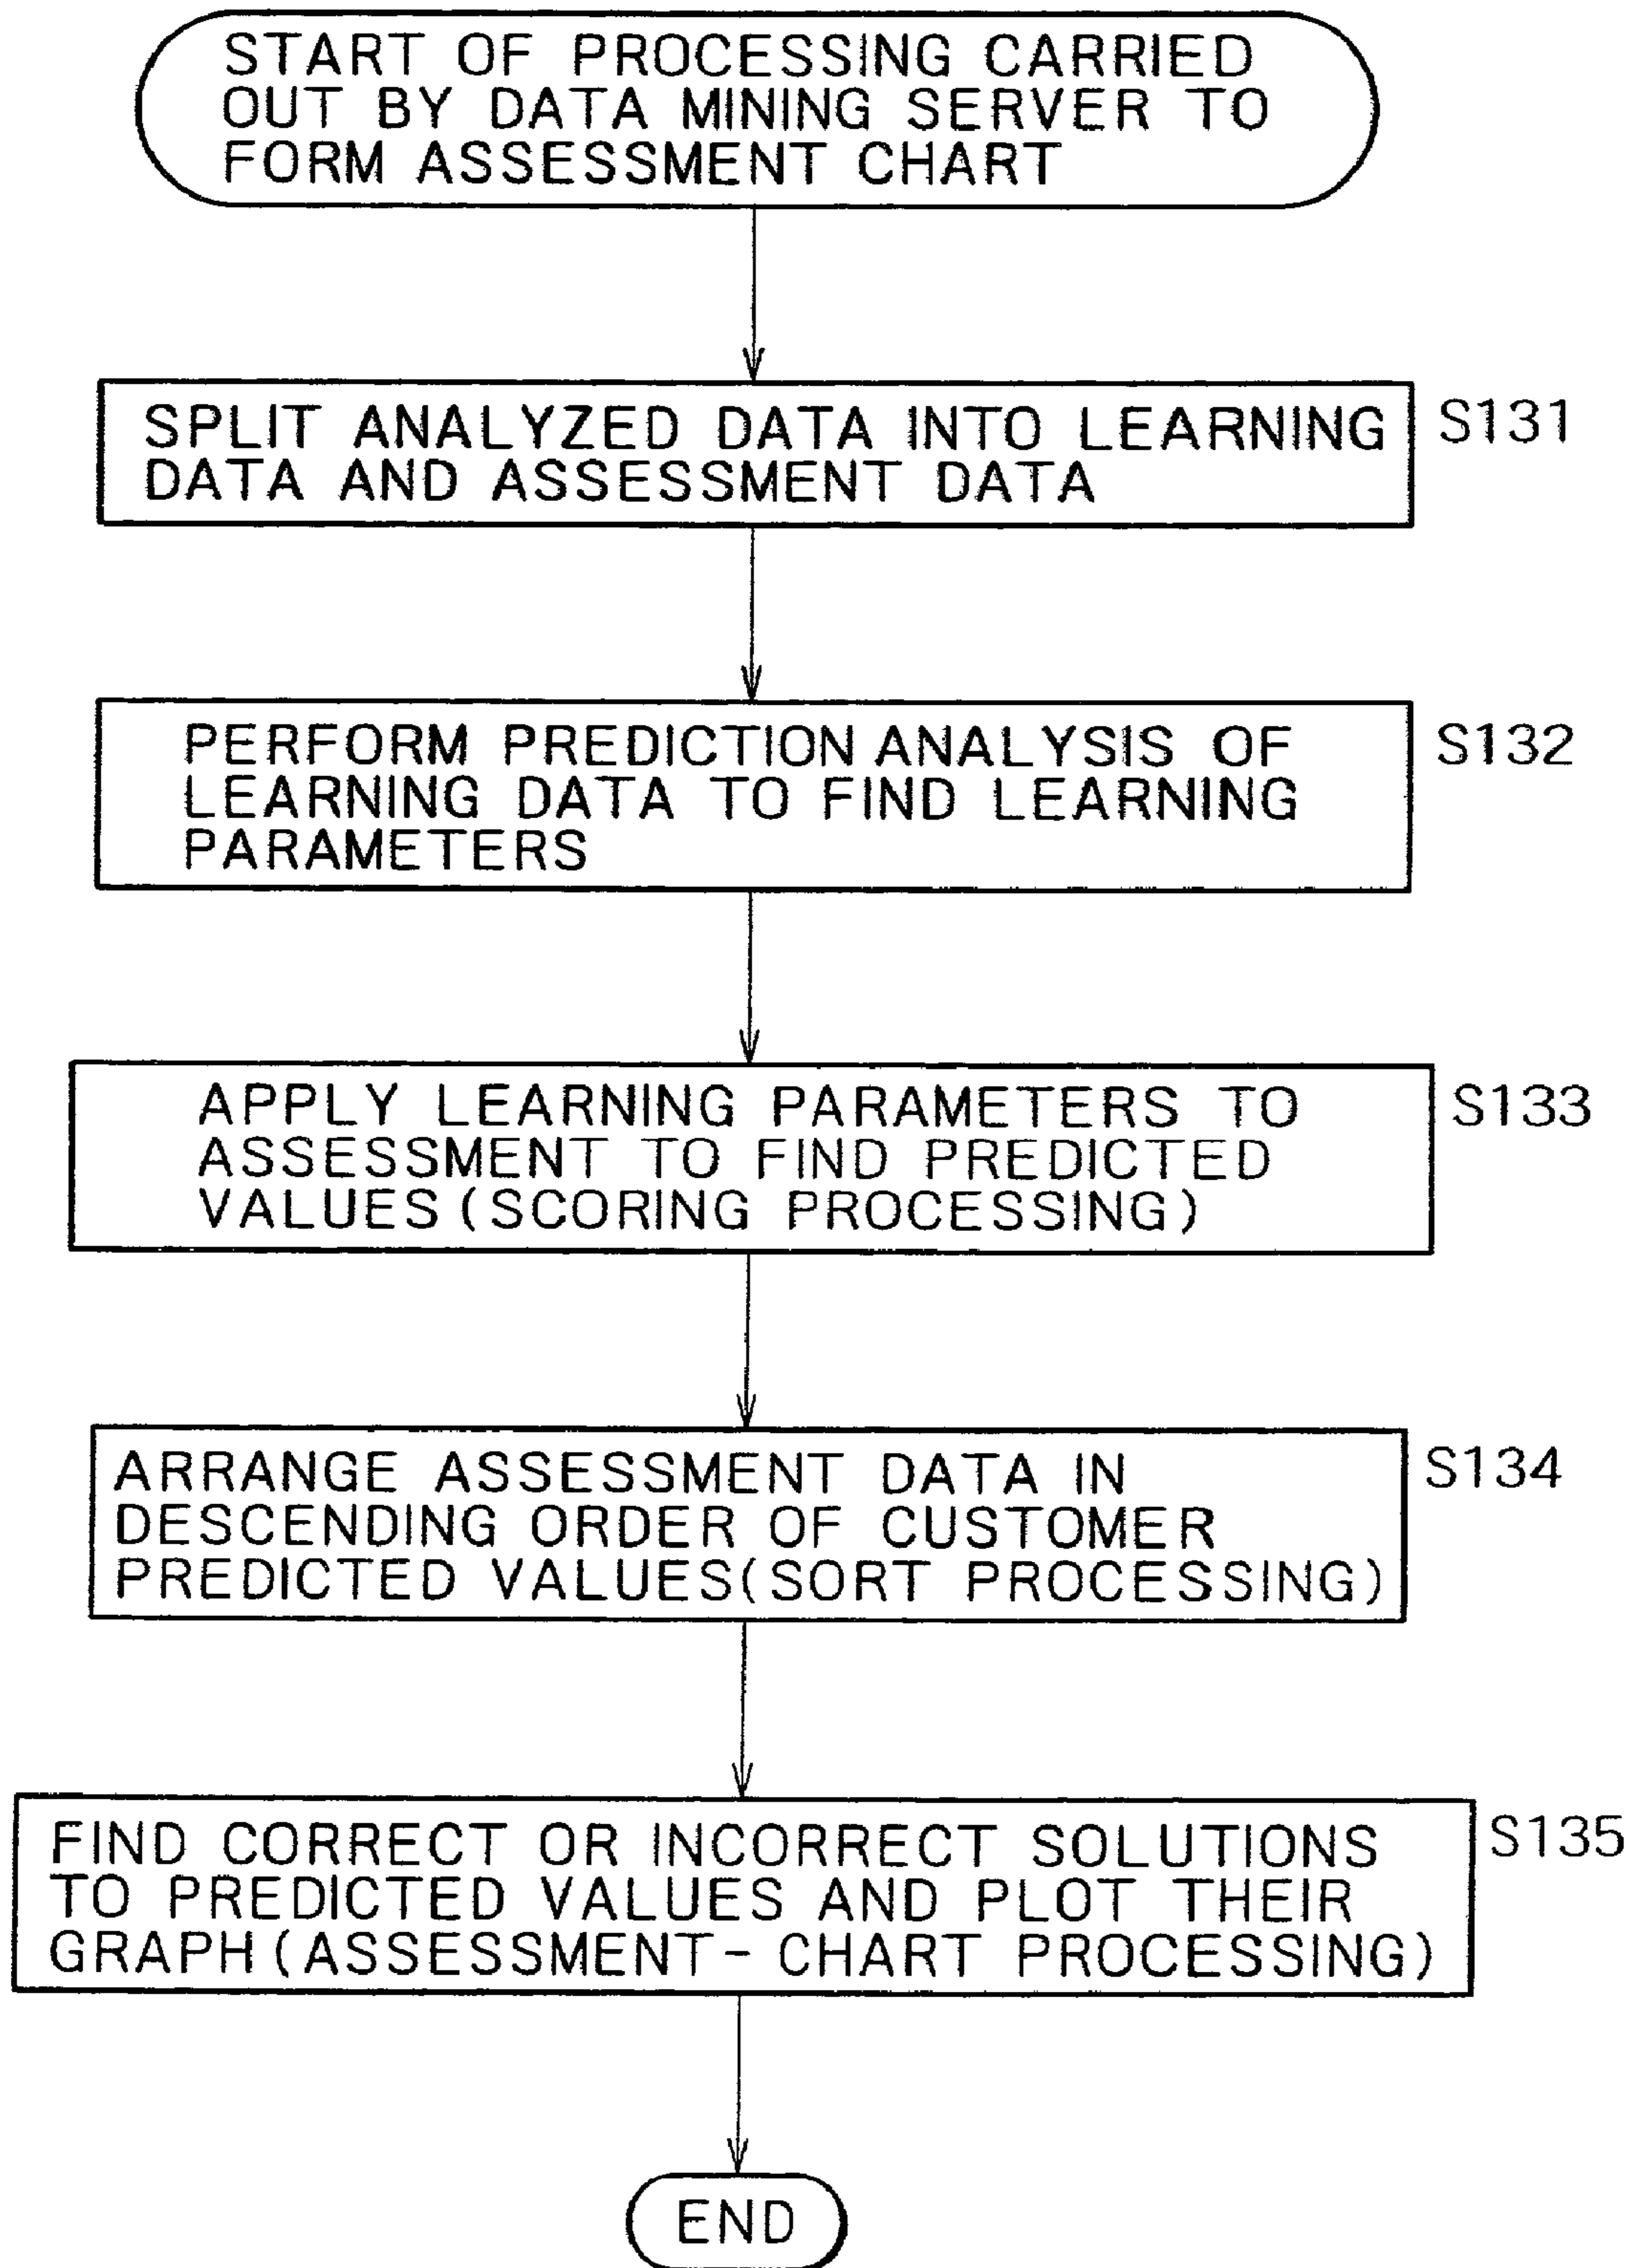 START OF PROCESSING CARRIED
OUT BY DATA MINING SERVER TO
FORM ASSESSMENT CHART
SPLIT ANALYZED DATA INTO LEARNING
DATA AND ASSESSMENT DATA
S131
PERFORM PREDICTION ANALYSIS OF
LEARNING DATA TO FIND LEARNING
PARAMETERS
S132
APPLY LEARNING PARAMETERS TO
ASSESSMENT TO FIND PREDICTED
VALUES (SCORING PROCESSING)
S133
ARRANGE ASSESSMENT DATA IN
DESCENDING ORDER OF CUSTOMER
PREDICTED VALUES(SORT PROCESSING)
S134
FIND CORRECT OR INCORRECT SOLUTIONS
TO PREDICTED VALUES AND PLOT THEIR
GRAPH (ASSESSMENT- CHART PROCESSING)
S135
END